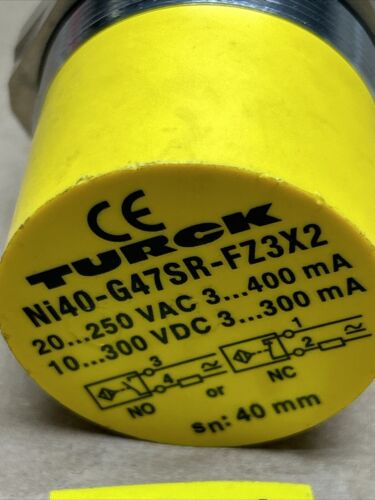 CE
TURCK
Ni40-G47SR-FZ3X2
20...250 VAC 3...400 mA
10...300 VDC 3...300 mA
3 1
4 2
NO or NC
sn: 40 mm